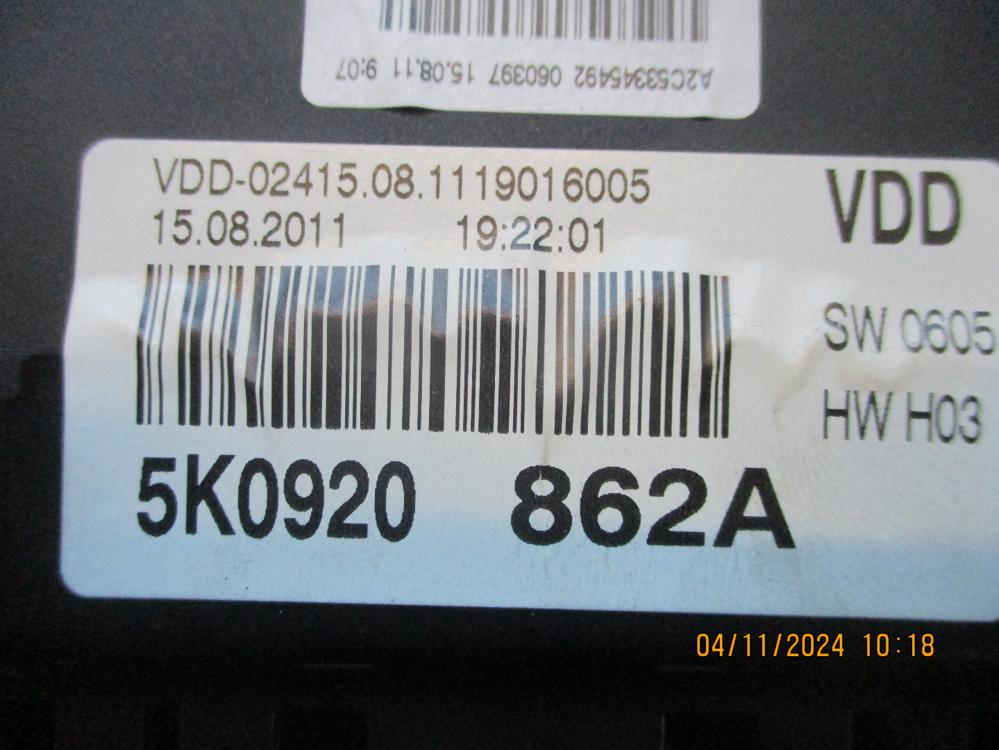 A2C53345492 060397 15.08.11 9:07
VDD-02415.08.1119016005
15.08.2011 19:22:01
VDD
SW 0605
HW H03
5K0920 862A
04/11/2024 10:18